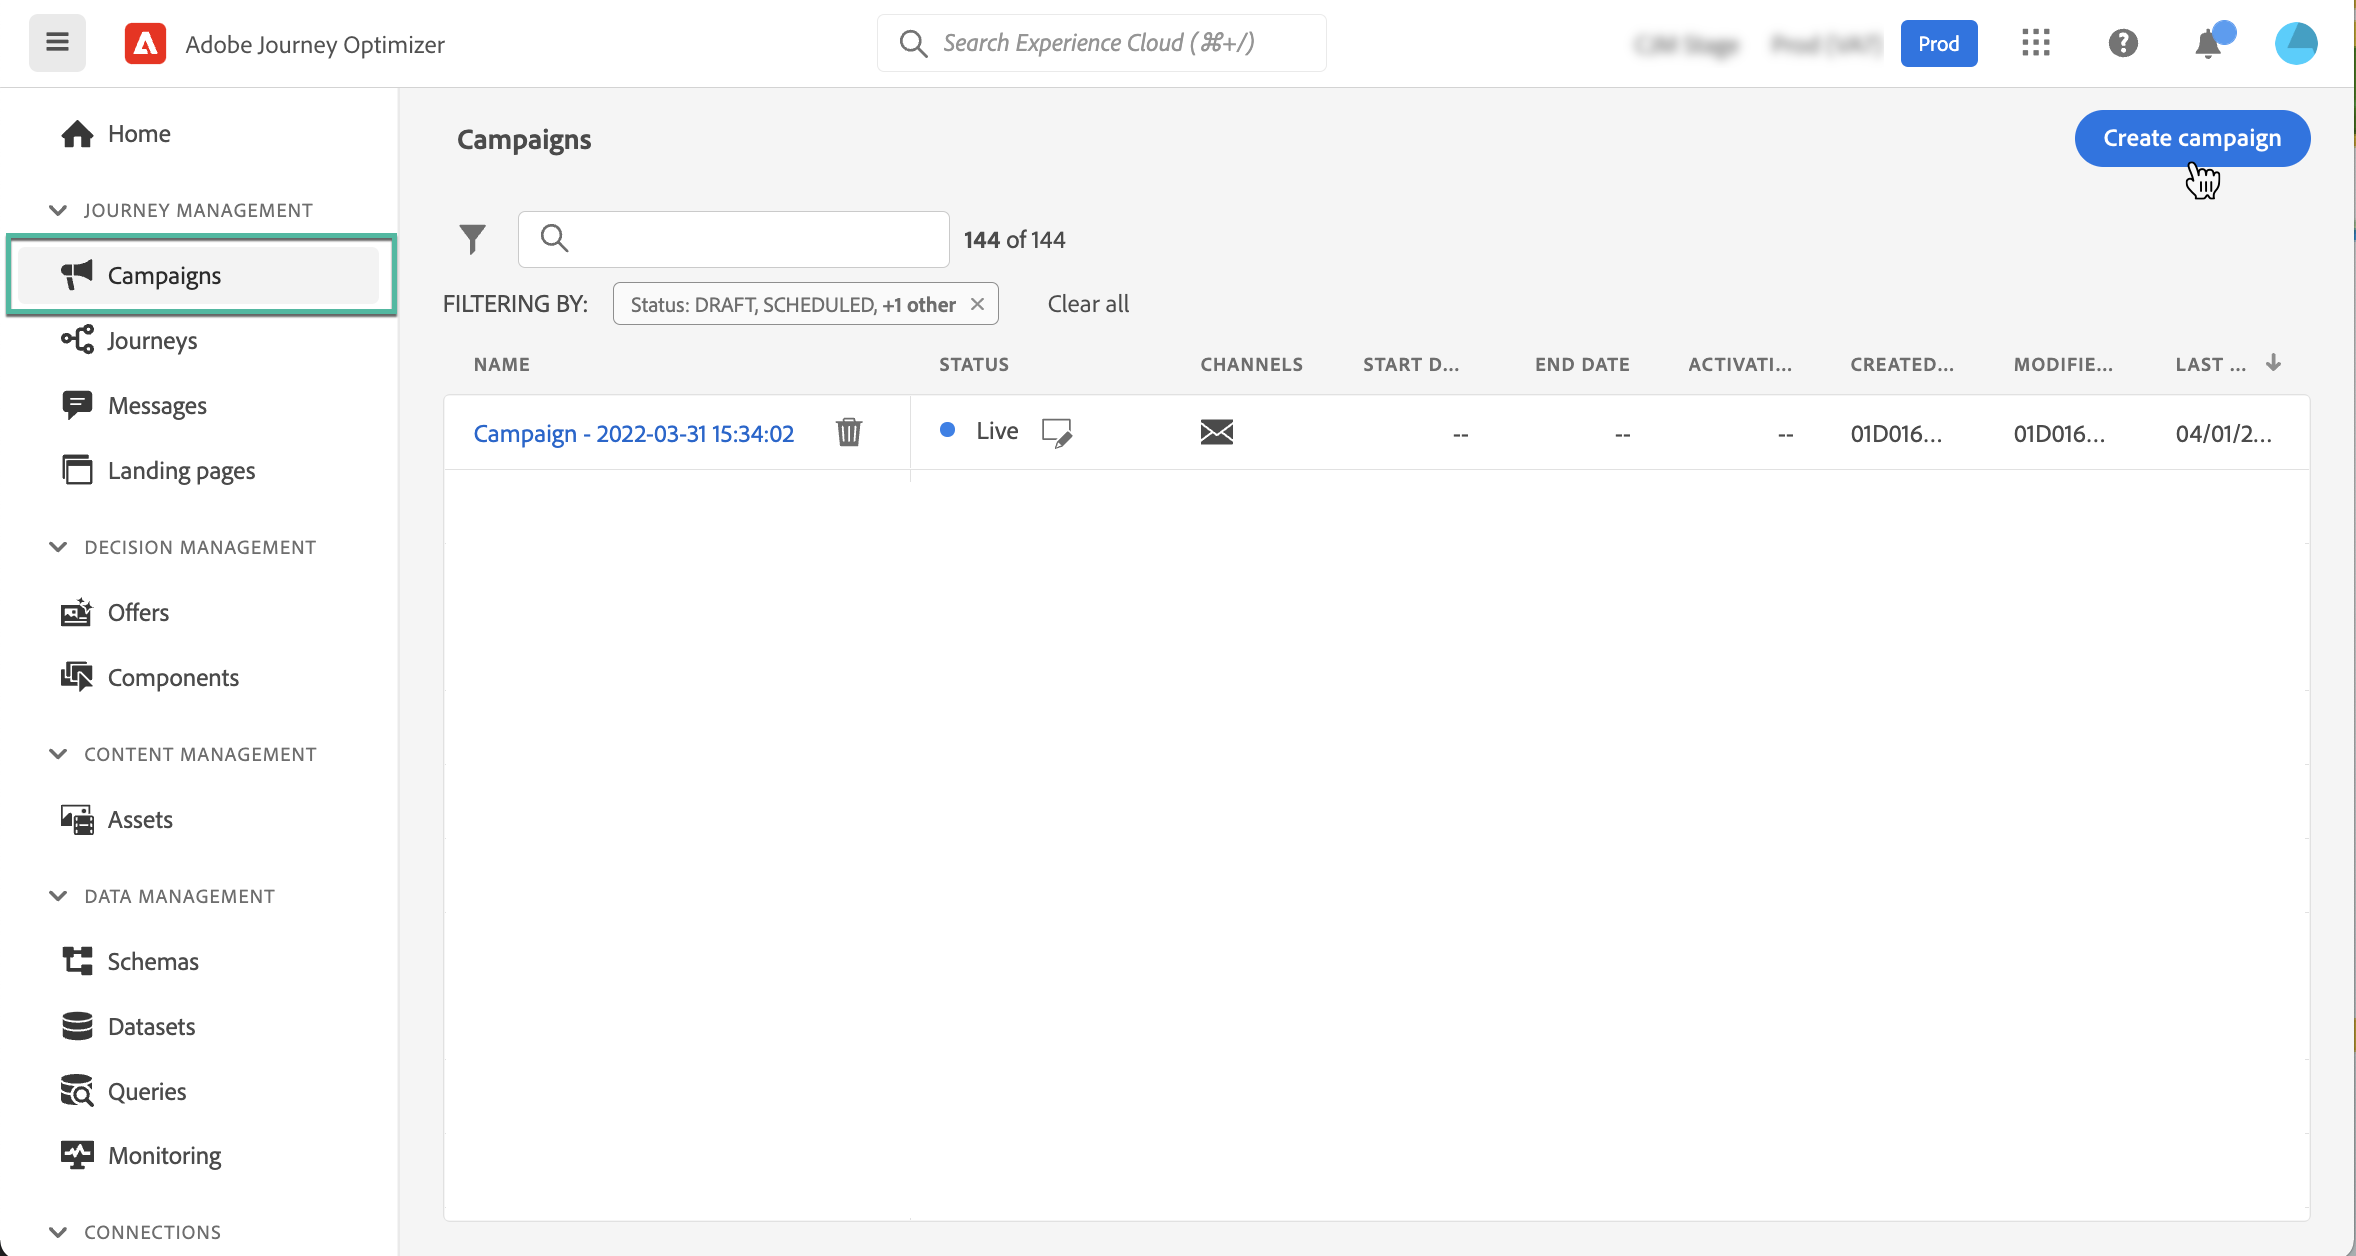 Adobe Journey Optimizer
Search Experience Cloud (⌘+/)
Prod
Home
JOURNEY MANAGEMENT
Campaigns
Journeys
Messages
Landing pages
DECISION MANAGEMENT
Offers
Components
CONTENT MANAGEMENT
Assets
DATA MANAGEMENT
Schemas
Datasets
Queries
Monitoring
CONNECTIONS
Campaigns
Create campaign
144 of 144
FILTERING BY: Status: DRAFT, SCHEDULED, +1 other Clear all
NAME STATUS CHANNELS START D... END DATE ACTIVATI... CREATED... MODIFIE... LAST ...
Campaign - 2022-03-31 15:34:02 Live -- -- -- 01D016... 01D016... 04/01/2...